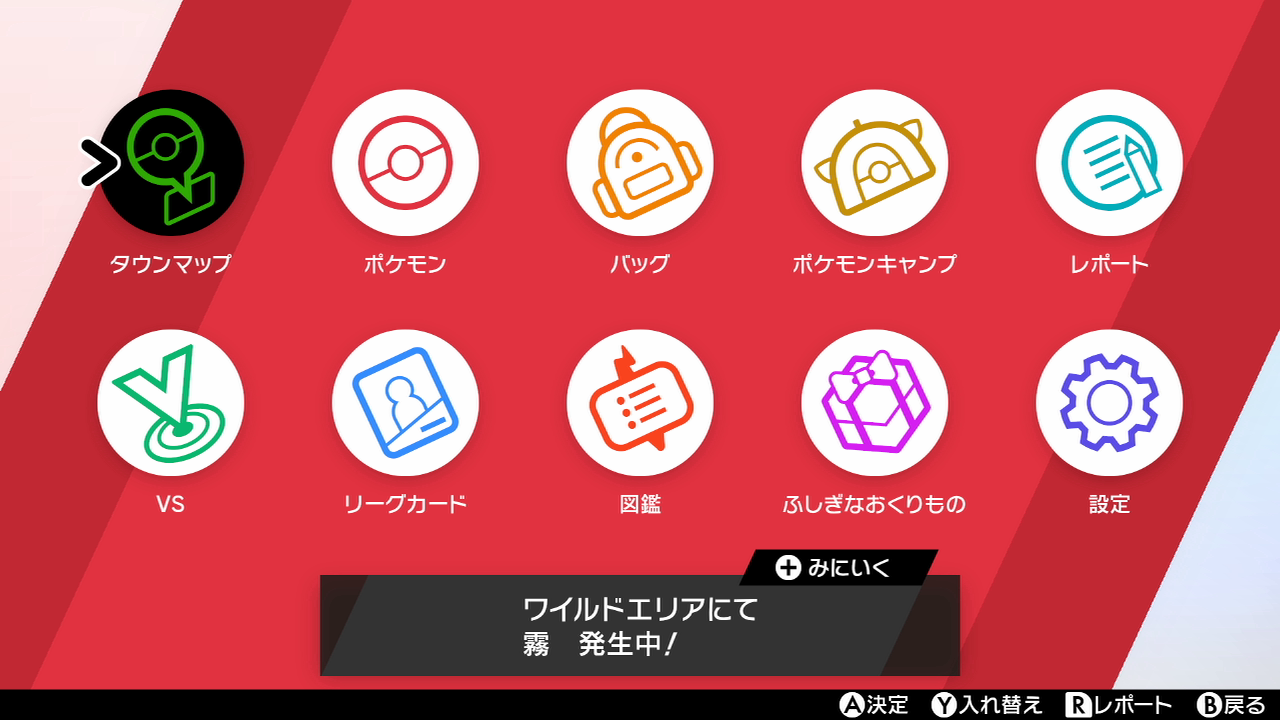 タウンマップ
ポケモン
バッグ
ポケモンキャンプ
レポート
VS
リーグカード
図鑑
ふしぎなおくりもの
設定
みにいく
ワイルドエリアにて
霧　発生中!
A決定 Y入れ替え Rレポート B戻る